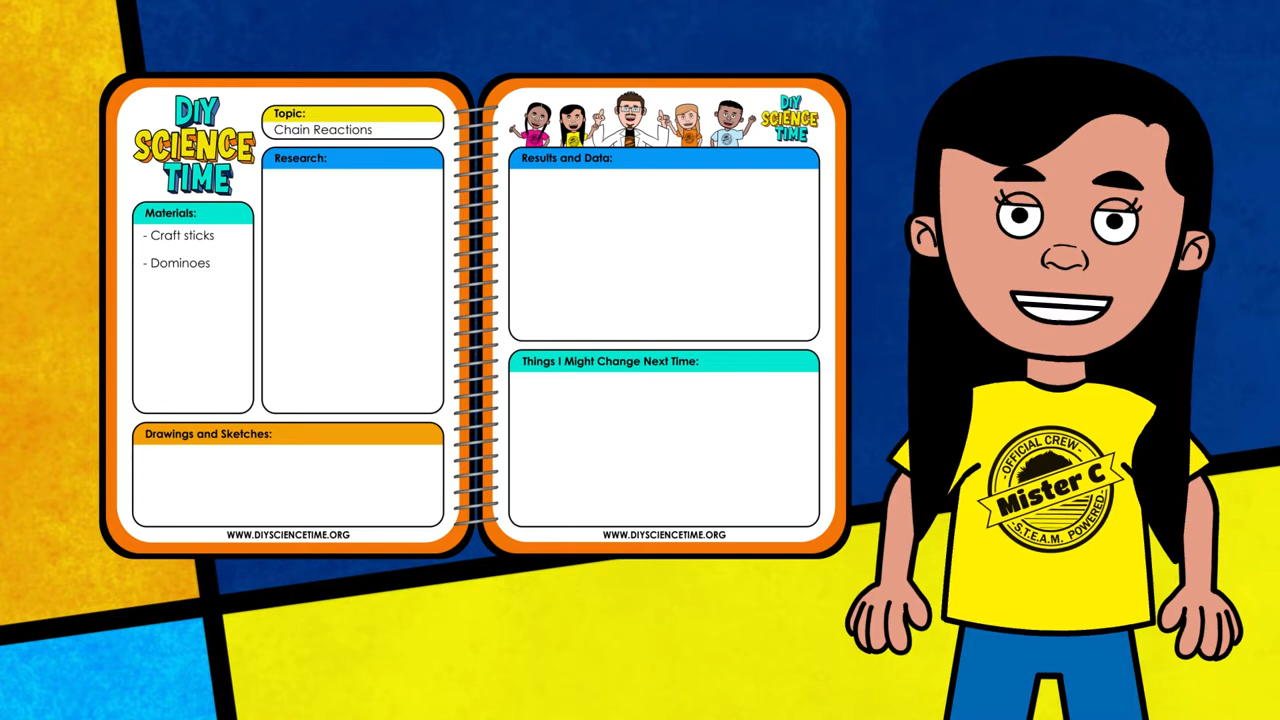 DIY
SCIENCE
TIME
Topic:
Chain Reactions
Materials:
- Craft sticks
- Dominoes
Research:
Drawings and Sketches:
WWW.DIYSCIENCETIME.ORG
DIY
SCIENCE
TIME
Results and Data:
Things I Might Change Next Time:
WWW.DIYSCIENCETIME.ORG
- OFFICIAL CREW -
Mister C
- S.T.E.A.M. POWERED -